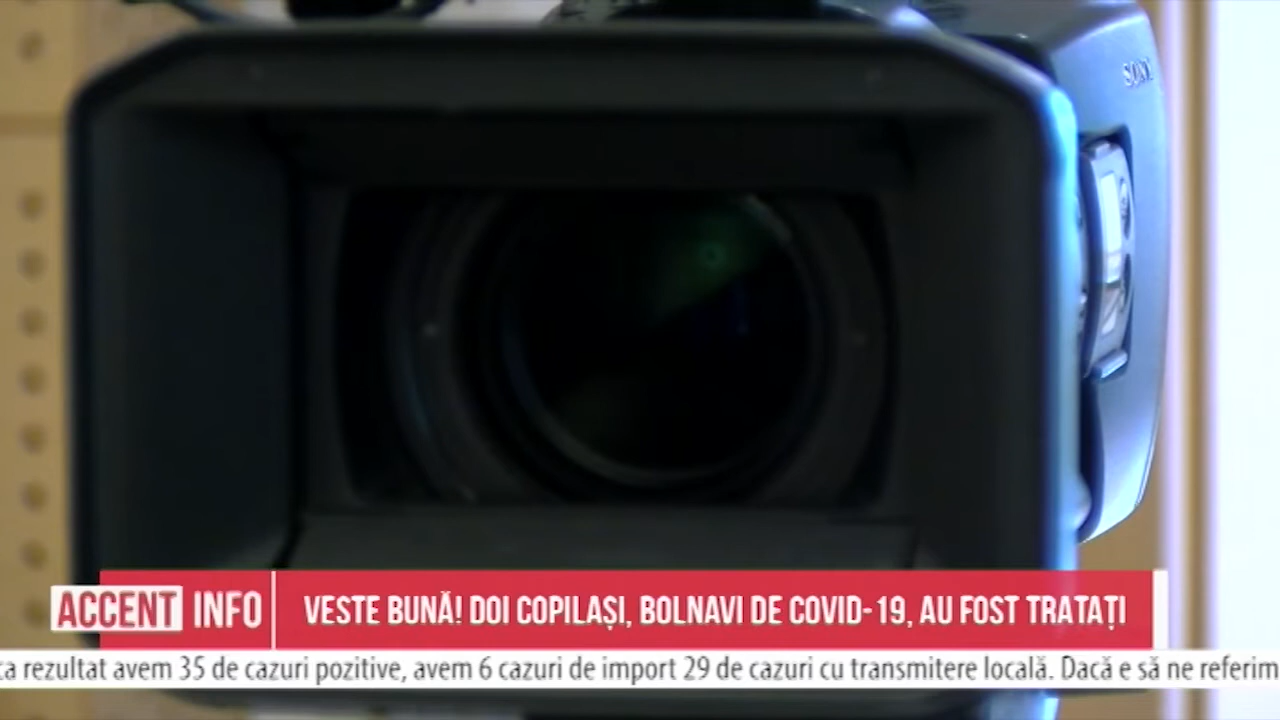 SONY
ACCENT INFO
VESTE BUNĂ! DOI COPILAȘI, BOLNAVI DE COVID-19, AU FOST TRATAȚI
ca rezultat avem 35 de cazuri pozitive, avem 6 cazuri de import 29 de cazuri cu transmitere locală. Dacă e să ne referim